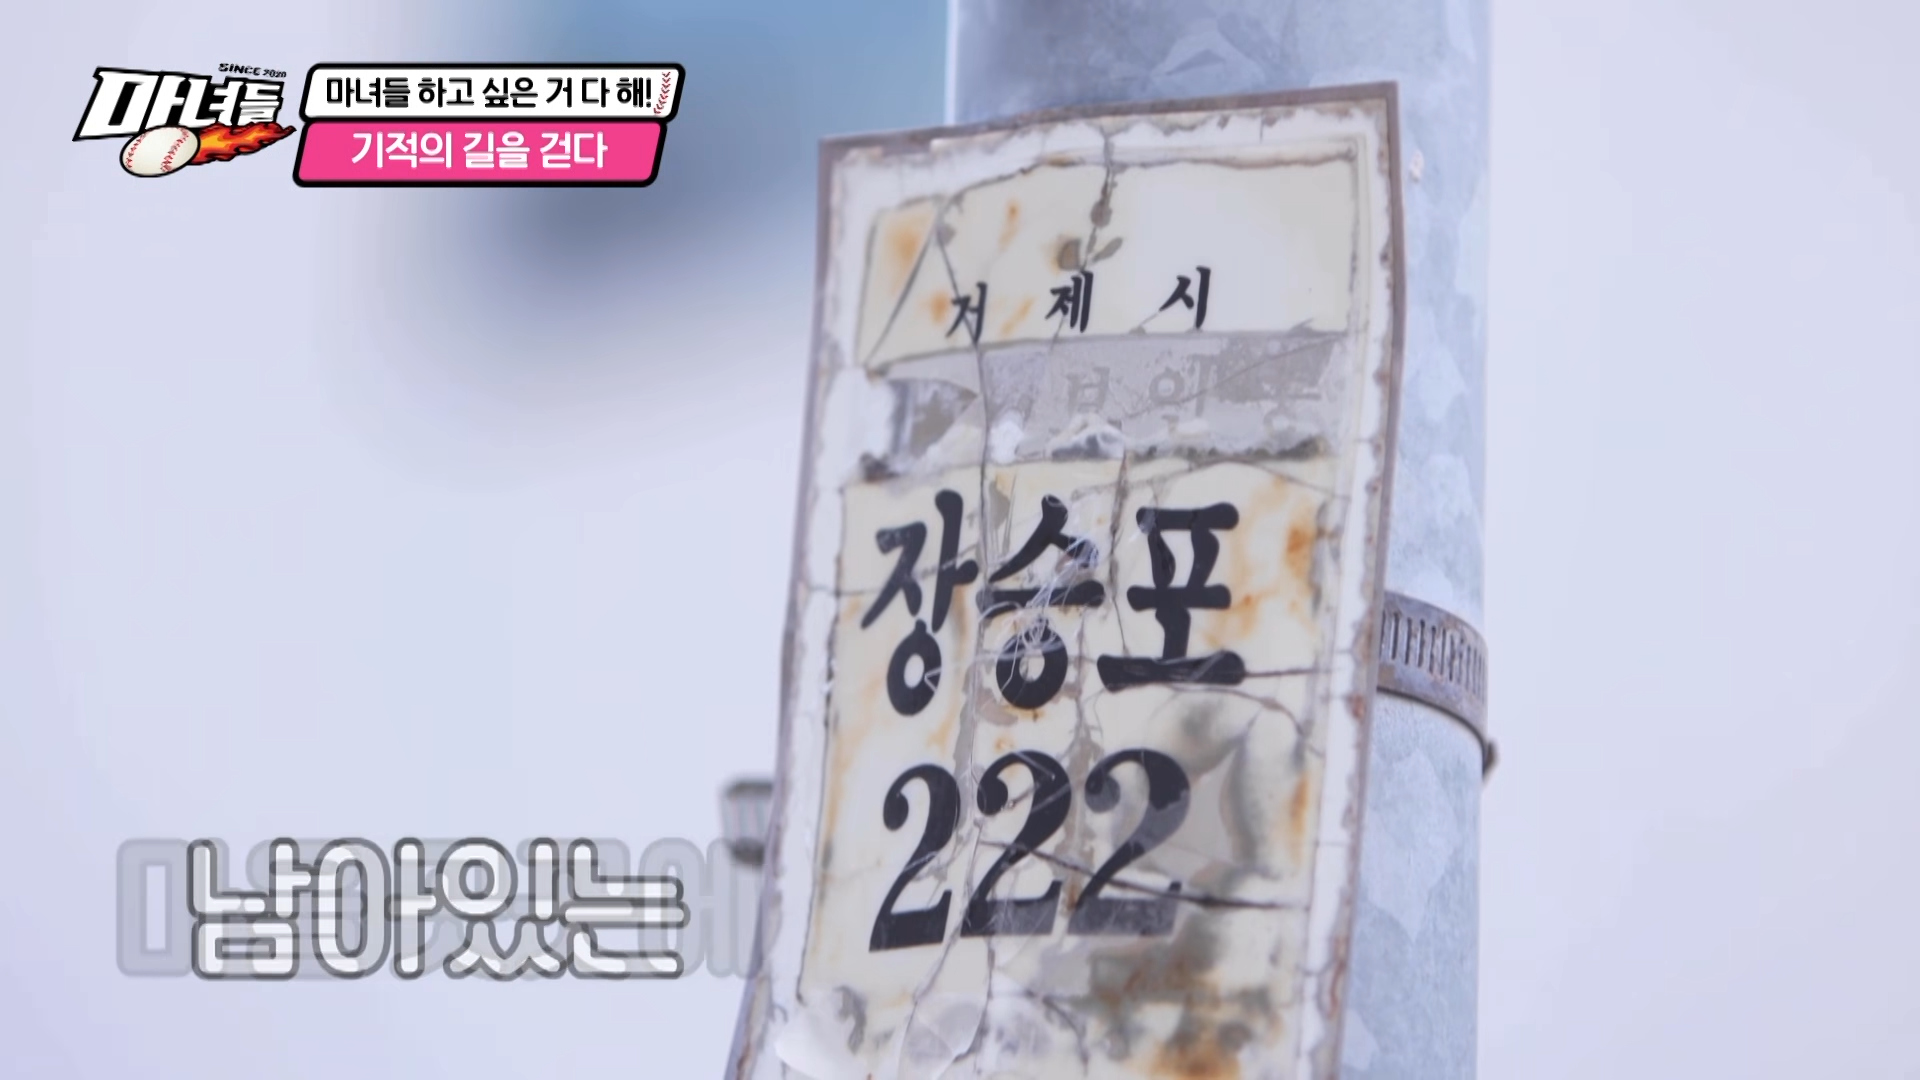 SINCE 2020
마녀들
마녀들 하고 싶은 거 다 해!
기적의 길을 걷다
거 제 시
장승포
222
남아있는